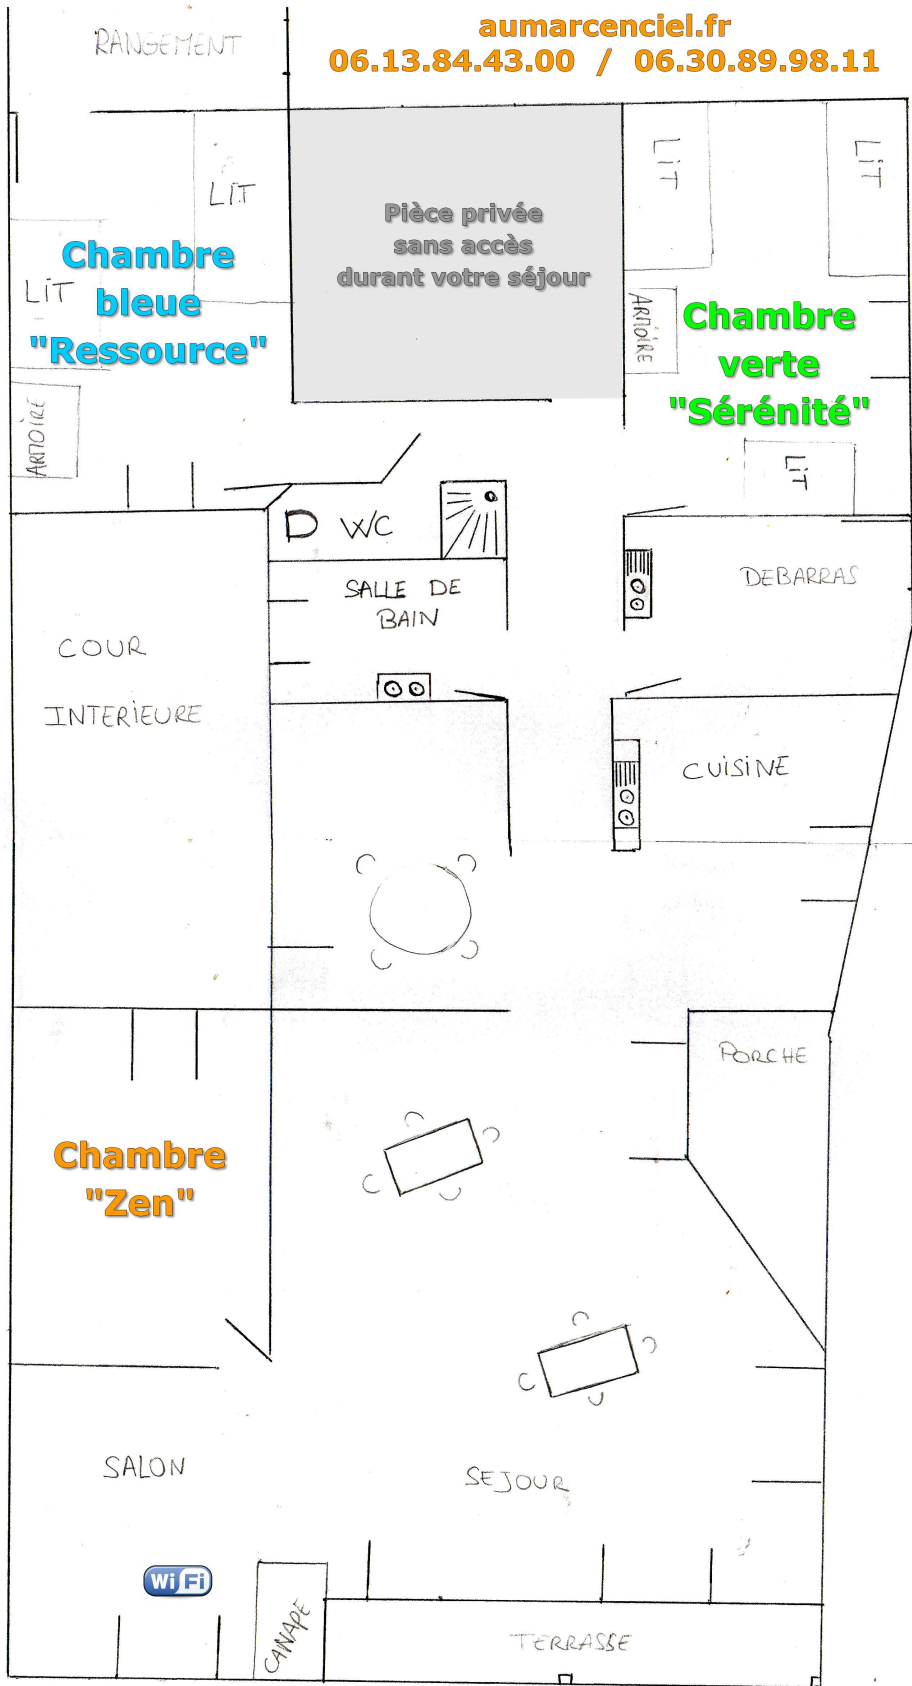 aumarcenciel.fr
06.13.84.43.00 / 06.30.89.98.11
RANGEMENT
LIT
LIT
Chambre
bleue
"Ressource"
ARMOIRE
Pièce privée
sans accès
durant votre séjour
LIT
LIT
ARMOIRE
Chambre
verte
"Sérénité"
LIT
WC
SALLE DE
BAIN
DEBARRAS
COUR
INTERIEURE
CUISINE
PORCHE
Chambre
"Zen"
SALON
SEJOUR
WiFi
CANAPE
TERRASSE